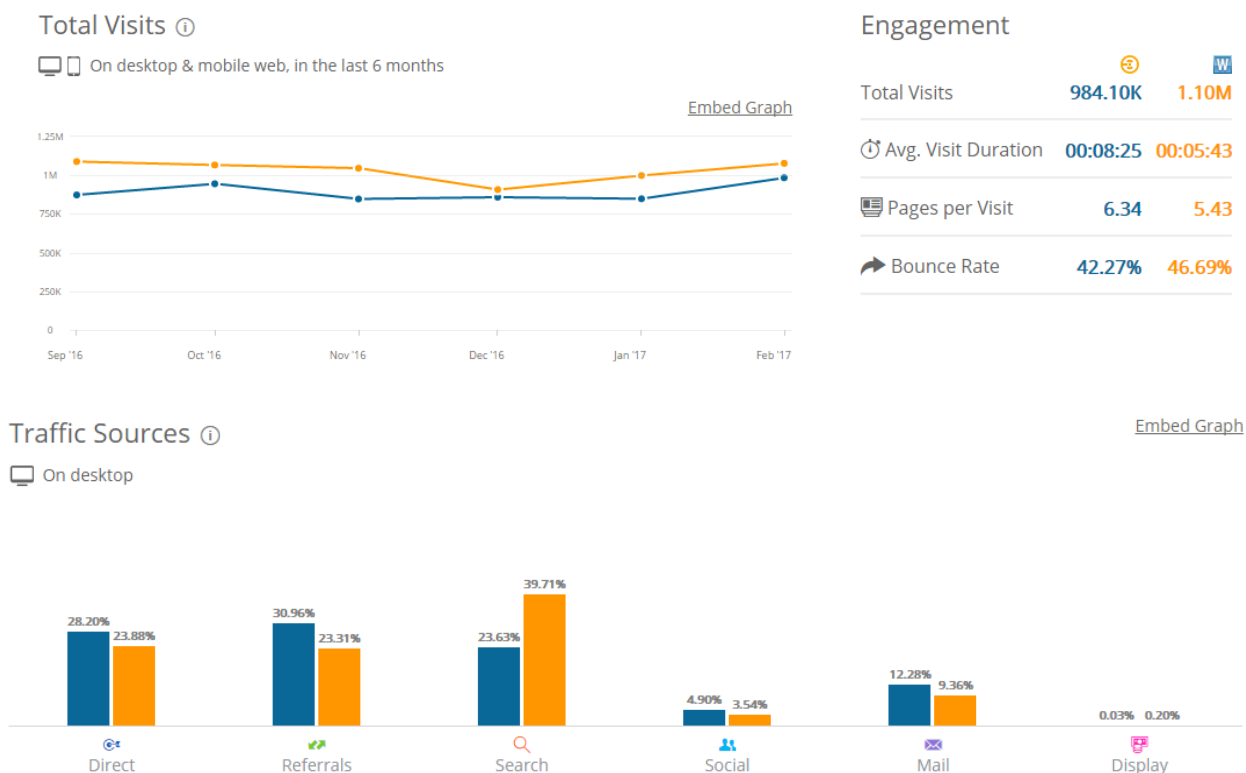 Total Visits
On desktop & mobile web, in the last 6 months
Embed Graph
1.25M
1M
750K
500K
250K
0
Sep '16 Oct '16 Nov '16 Dec '16 Jan '17 Feb '17
Engagement
W
Total Visits 984.10K 1.10M
Avg. Visit Duration 00:08:25 00:05:43
Pages per Visit 6.34 5.43
Bounce Rate 42.27% 46.69%
Traffic Sources
Embed Graph
On desktop
28.20% 23.88% 30.96% 23.31% 23.63% 39.71% 4.90% 3.54% 12.28% 9.36% 0.03% 0.20%
Direct Referrals Search Social Mail Display